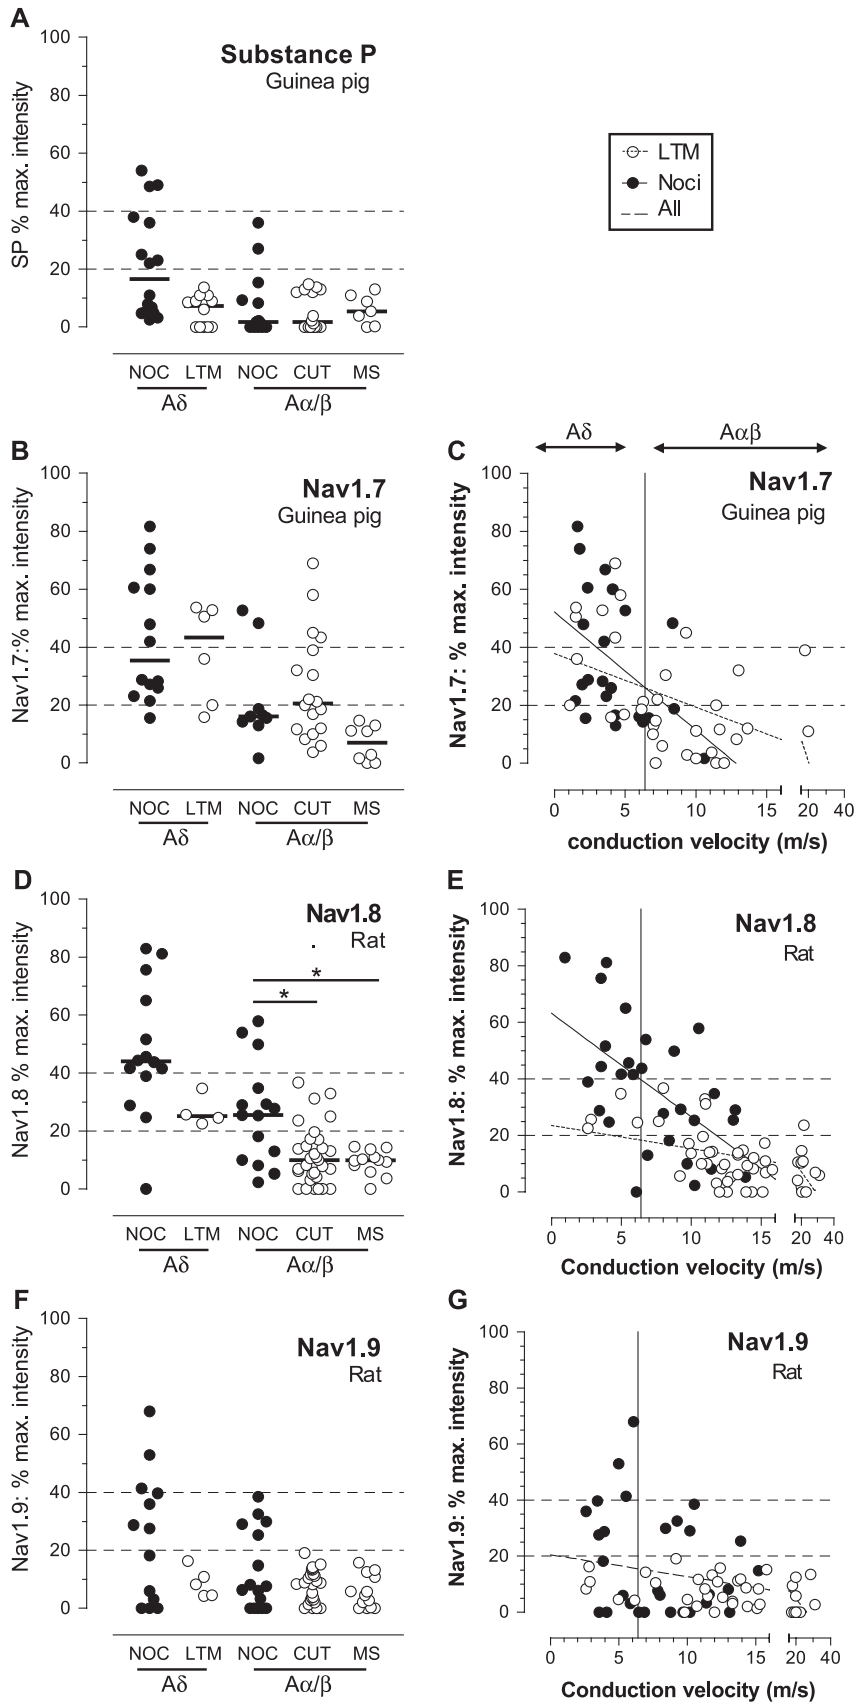 A
Substance P
Guinea pig
SP % max. intensity
100
80
60
40
20
0
NOC LTM NOC CUT MS
Aδ Aα/β
LTM
Noci
All
B
Nav1.7
Guinea pig
Nav1.7:% max. intensity
100
80
60
40
20
0
NOC LTM NOC CUT MS
Aδ Aα/β
Aδ Aαβ
C
Nav1.7
Guinea pig
Nav1.7: % max. intensity
100
80
60
40
20
0
0 5 10 15 20 40
conduction velocity (m/s)
D
Nav1.8
Rat
Nav1.8 % max. intensity
100
80
60
40
20
0
*
*
NOC LTM NOC CUT MS
Aδ Aα/β
E
Nav1.8
Rat
Nav1.8: % max. intensity
100
80
60
40
20
0
0 5 10 15 20 40
Conduction velocity (m/s)
F
Nav1.9
Rat
Nav1.9: % max. intensity
100
80
60
40
20
0
NOC LTM NOC CUT MS
Aδ Aα/β
G
Nav1.9
Rat
Nav1.9: % max. intensity
100
80
60
40
20
0
0 5 10 15 20 40
Conduction velocity (m/s)